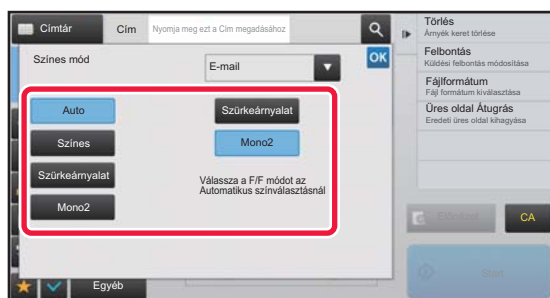 Címtár
Cím
Nyomja meg ezt a Cím megadásához
Színes mód
E-mail
OK
Auto
Színes
Szürkeárnyalat
Mono2
Szürkeárnyalat
Mono2
Válassza a F/F módot az
Automatikus színválasztásnál
Egyéb
Törlés
Árnyék keret törlése
Felbontás
Küldési felbontás módosítása
Fájlformátum
Fájl formátum kiválasztása
Üres oldal Átugrás
Eredeti üres oldal kihagyása
Előnézet
CA
Start